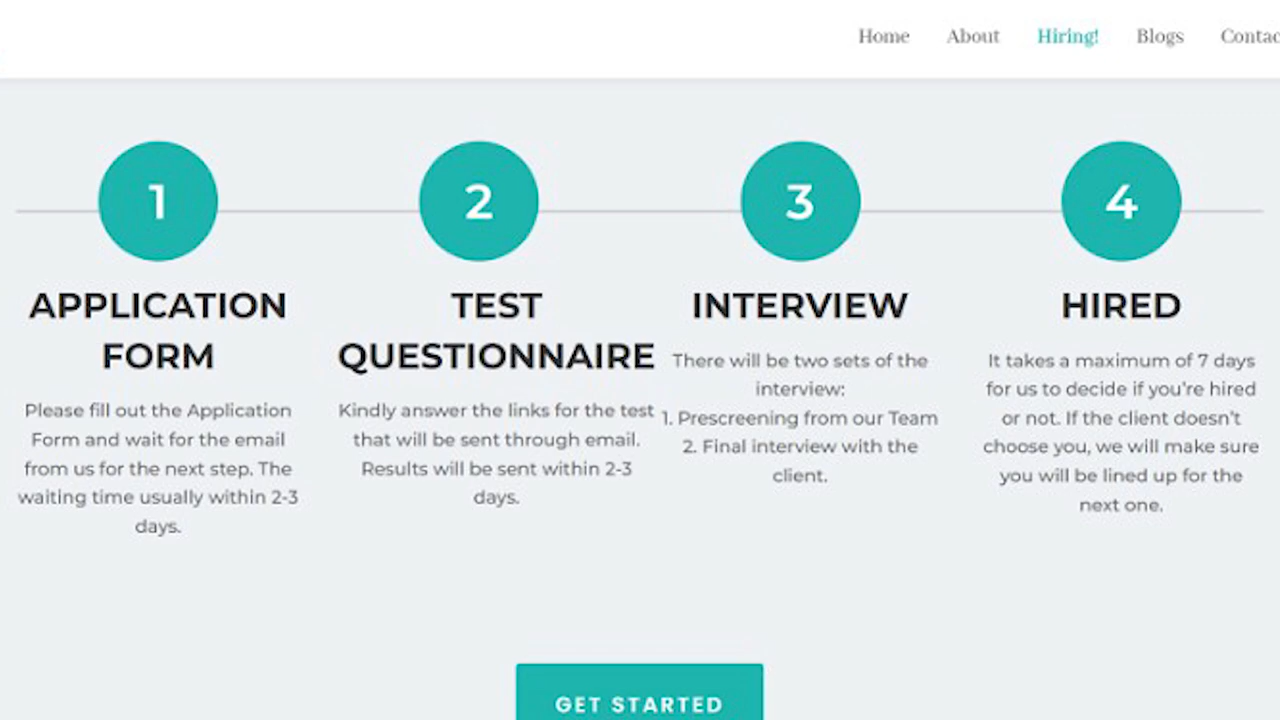 Home About Hiring! Blogs Contac
1
2
3
4
APPLICATION
FORM
Please fill out the Application
Form and wait for the email
from us for the next step. The
waiting time usually within 2-3
days.
TEST
QUESTIONNAIRE
Kindly answer the links for the test
that will be sent through email.
Results will be sent within 2-3
days.
INTERVIEW
There will be two sets of the
interview:
1. Prescreening from our Team
2. Final interview with the
client.
HIRED
It takes a maximum of 7 days
for us to decide if you're hired
or not. If the client doesn't
choose you, we will make sure
you will be lined up for the
next one.
GET STARTED